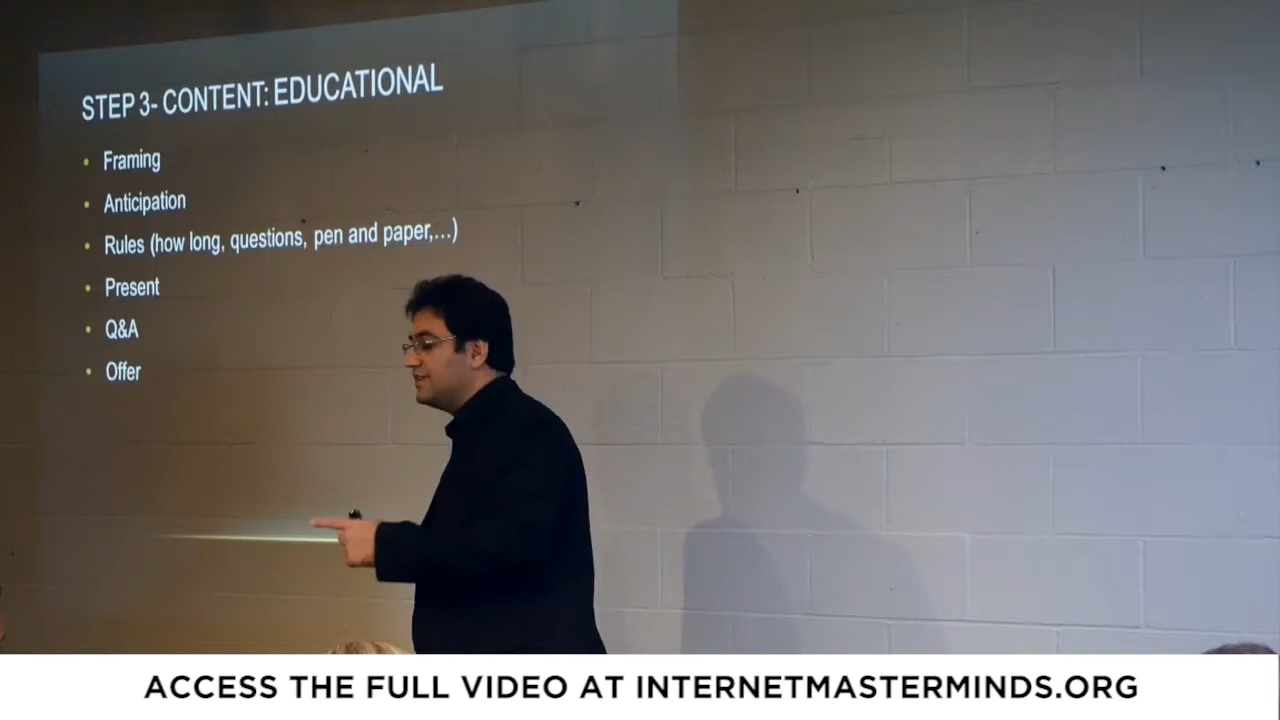 STEP 3- CONTENT: EDUCATIONAL
• Framing
• Anticipation
• Rules (how long, questions, pen and paper,…)
• Present
• Q&A
• Offer
ACCESS THE FULL VIDEO AT INTERNETMASTERMINDS.ORG